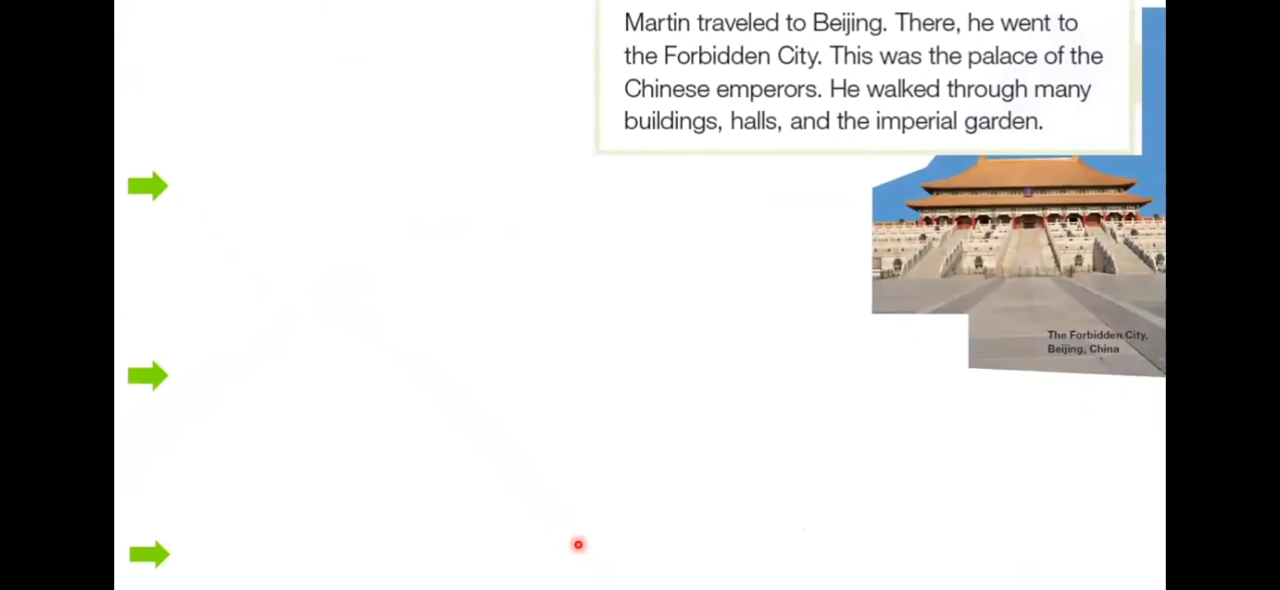 Martin traveled to Beijing. There, he went to
the Forbidden City. This was the palace of the
Chinese emperors. He walked through many
buildings, halls, and the imperial garden.
The Forbidden City,
Beijing, China